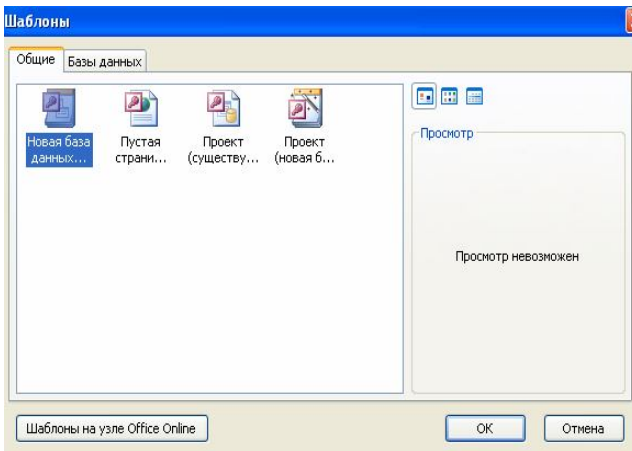 Шаблоны
Общие
Базы данных
Новая база
данных...
Пустая
страни...
Проект
(существу...
Проект
(новая б...
Просмотр
Просмотр невозможен
Шаблоны на узле Office Online
ОК
Отмена